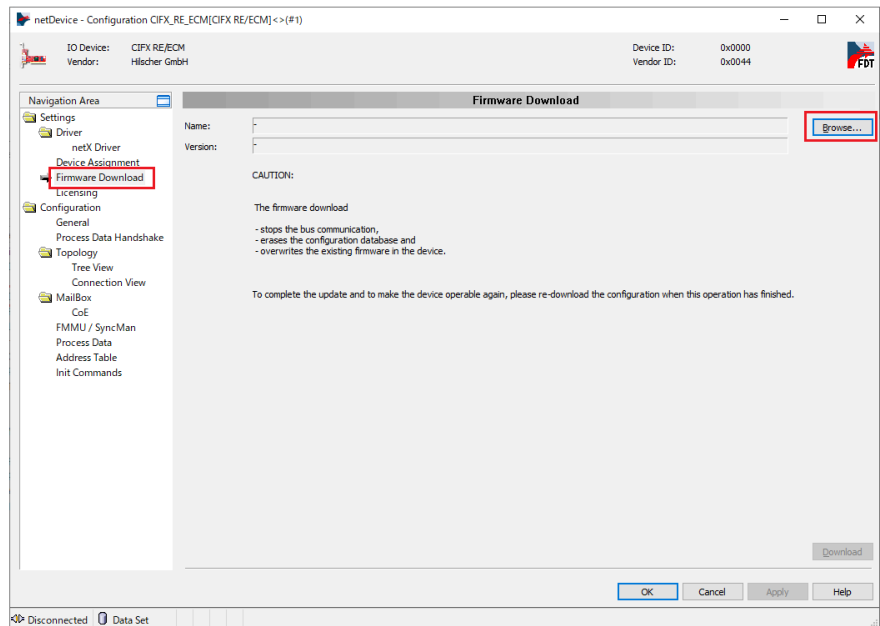 netDevice - Configuration CIFX_RE_ECM[CIFX RE/ECM]<>(#1)
IO Device: CIFX RE/ECM Device ID: 0x0000
Vendor: Hilscher GmbH Vendor ID: 0x0044
FDT
Navigation Area
Firmware Download
Settings
Driver
netX Driver
Device Assignment
Firmware Download
Licensing
Configuration
General
Process Data Handshake
Topology
Tree View
Connection View
MailBox
CoE
FMMU / SyncMan
Process Data
Address Table
Init Commands
Name: - Browse...
Version: -
CAUTION:
The firmware download
- stops the bus communication,
- erases the configuration database and
- overwrites the existing firmware in the device.
To complete the update and to make the device operable again, please re-download the configuration when this operation has finished.
Download
OK Cancel Apply Help
Disconnected Data Set